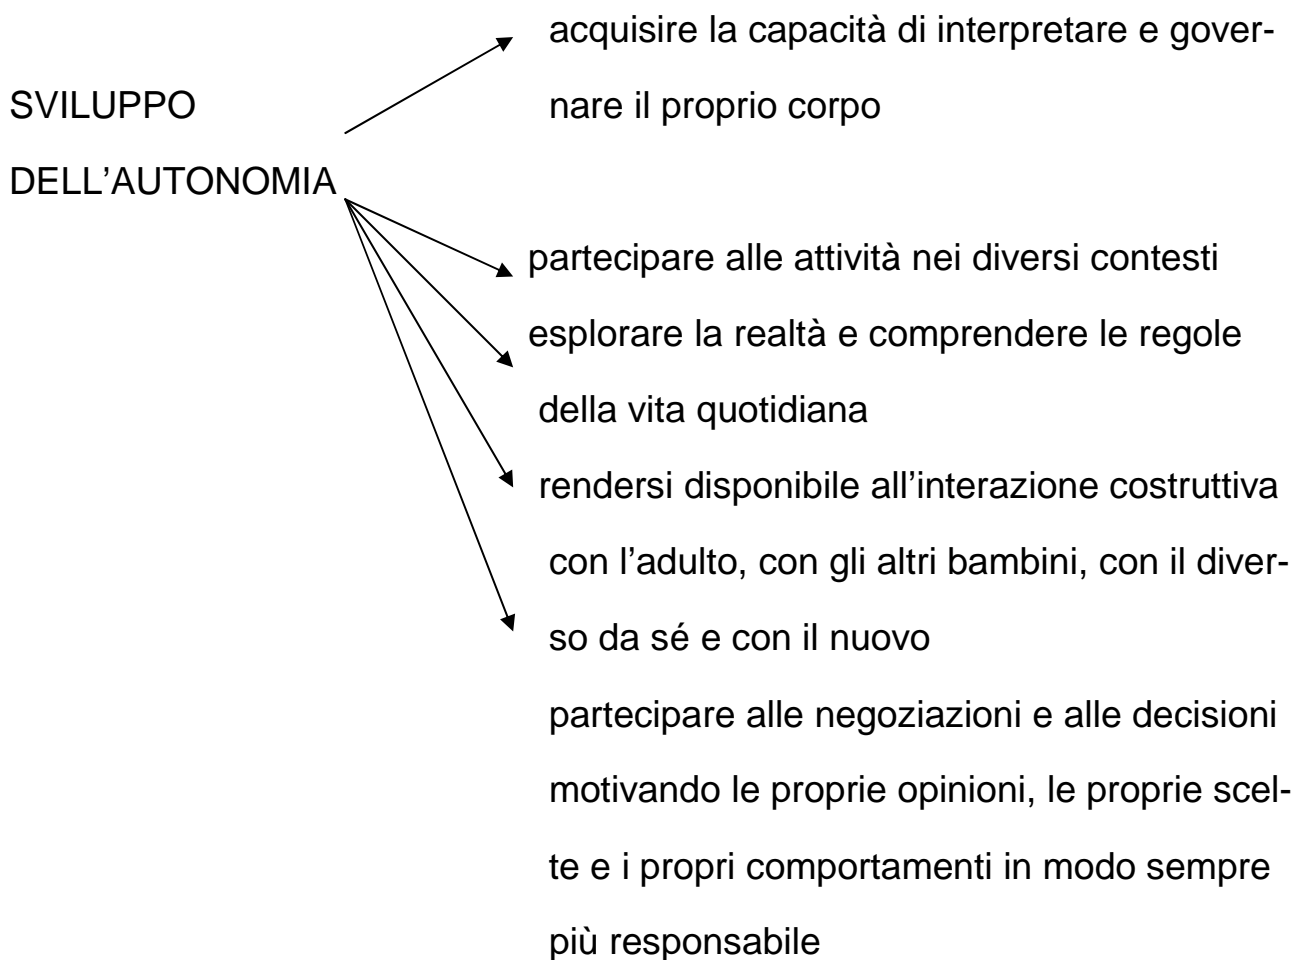 acquisire la capacità di interpretare e gover-
SVILUPPO
nare il proprio corpo
DELL’AUTONOMIA
partecipare alle attività nei diversi contesti
esplorare la realtà e comprendere le regole
della vita quotidiana
rendersi disponibile all’interazione costruttiva
con l’adulto, con gli altri bambini, con il diver-
so da sé e con il nuovo
partecipare alle negoziazioni e alle decisioni
motivando le proprie opinioni, le proprie scel-
te e i propri comportamenti in modo sempre
più responsabile